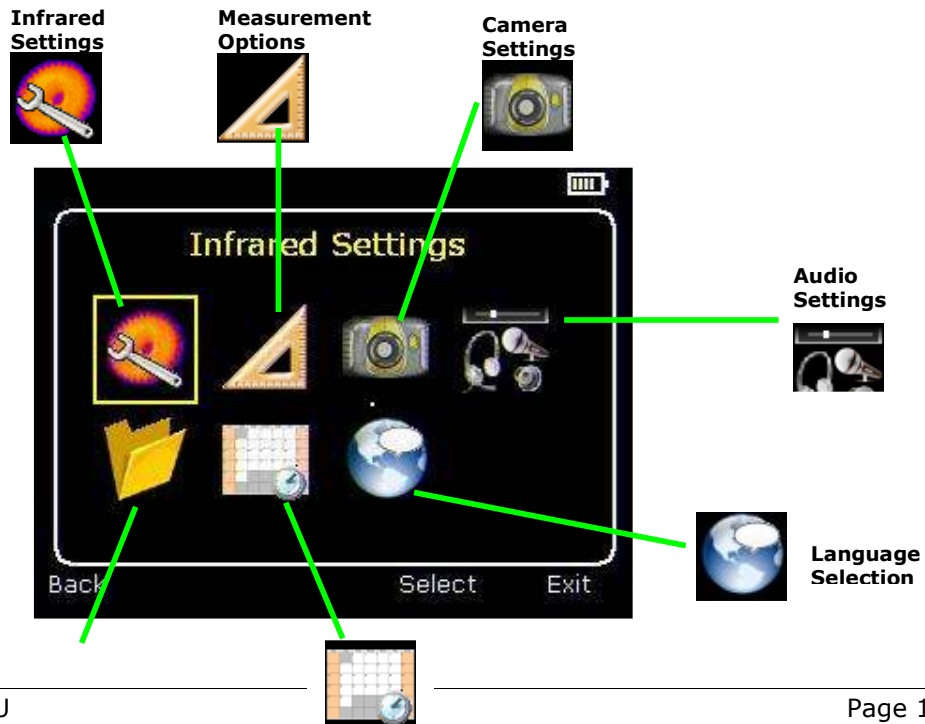 Infrared
Settings
Measurement
Options
Camera
Settings
Infrared Settings
Audio
Settings
Language
Selection
Back Select Exit
U Page 1